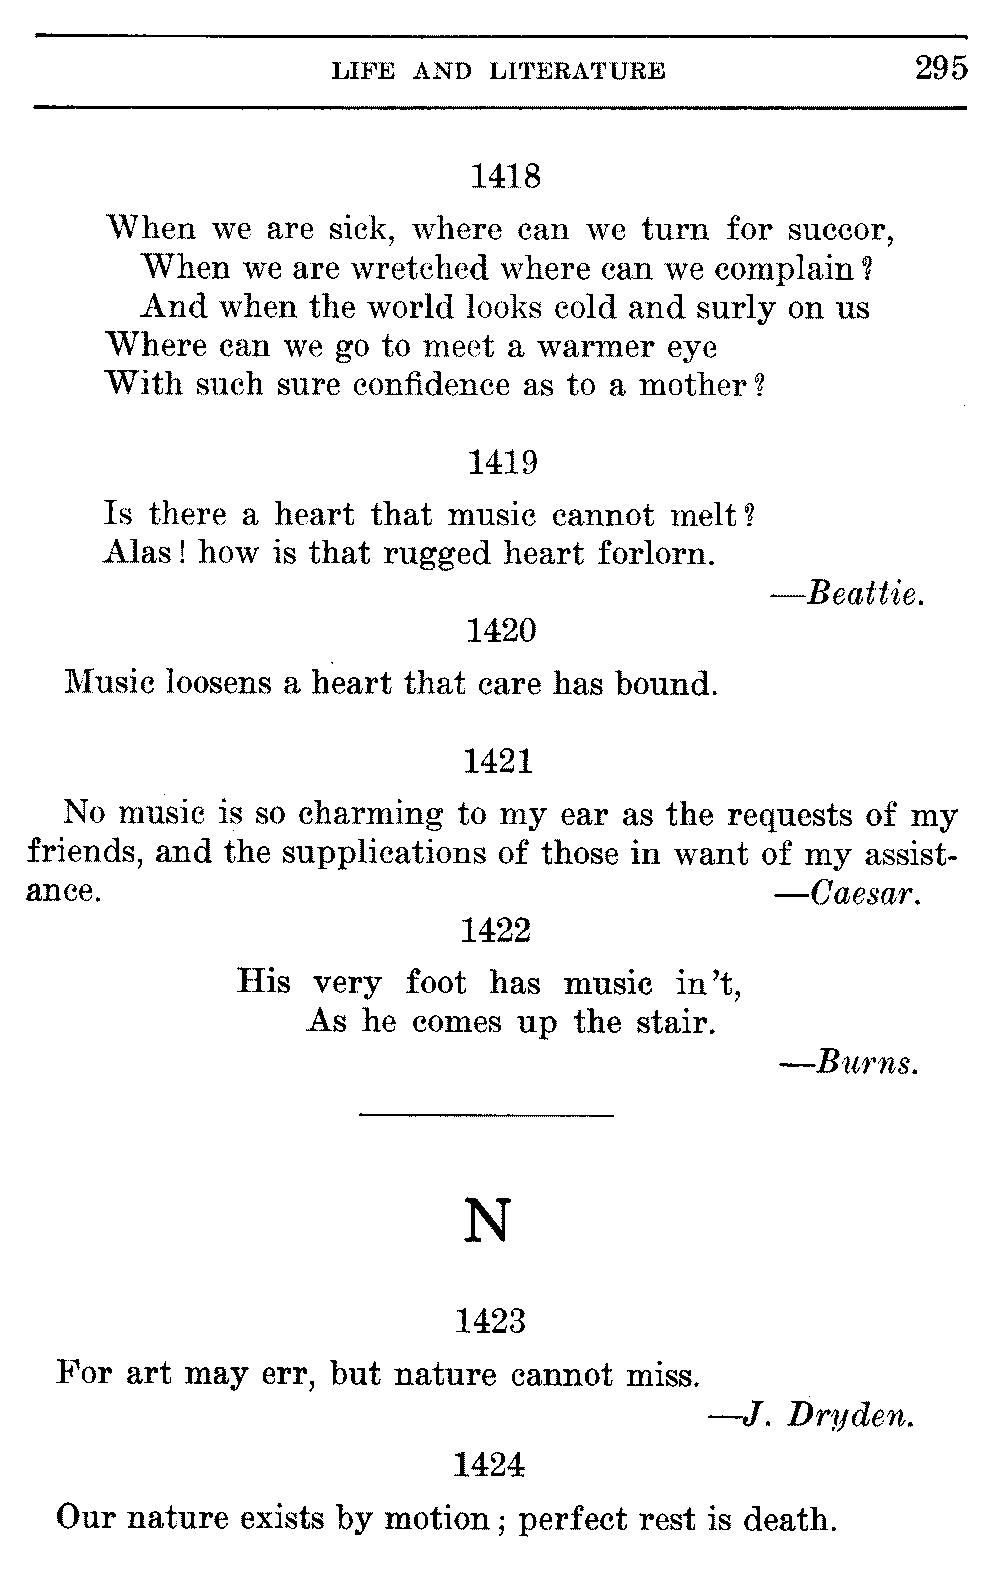 LIFE AND LITERATURE 295
1418
When we are sick, where can we turn for succor,
When we are wretched where can we complain?
And when the world looks cold and surly on us
Where can we go to meet a warmer eye
With such sure confidence as to a mother?
1419
Is there a heart that music cannot melt?
Alas! how is that rugged heart forlorn.
—Beattie.
1420
Music loosens a heart that care has bound.
1421
No music is so charming to my ear as the requests of my
friends, and the supplications of those in want of my assist-
ance. —Caesar.
1422
His very foot has music in't,
As he comes up the stair.
—Burns.
N
1423
For art may err, but nature cannot miss.
—J. Dryden.
1424
Our nature exists by motion; perfect rest is death.